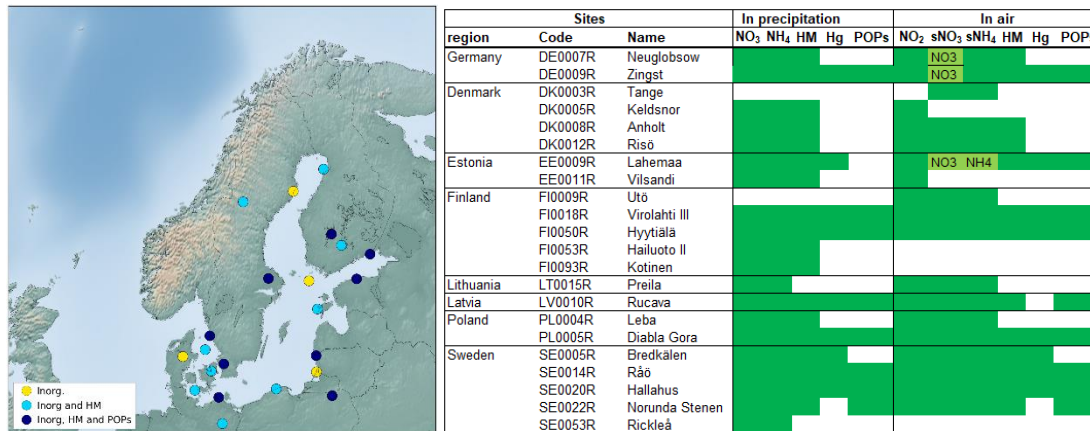 Inorg.
Inorg and HM
Inorg, HM and POPs
Sites In precipitation In air
region Code Name NO3 NH4 HM Hg POPs NO2 sNO3 sNH4 HM Hg POPs
Germany DE0007R Neuglobsow NO3
DE0009R Zingst NO3
Denmark DK0003R Tange
DK0005R Keldsnor
DK0008R Anholt
DK0012R Risö
Estonia EE0009R Lahemaa NO3 NH4
EE0011R Vilsandi
Finland FI0009R Utö
FI0018R Virolahti III
FI0050R Hyytiälä
FI0053R Hailuoto II
FI0093R Kotinen
Lithuania LT0015R Preila
Latvia LV0010R Rucava
Poland PL0004R Leba
PL0005R Diabla Gora
Sweden SE0005R Bredkälen
SE0014R Råö
SE0020R Hallahus
SE0022R Norunda Stenen
SE0053R Rickleå